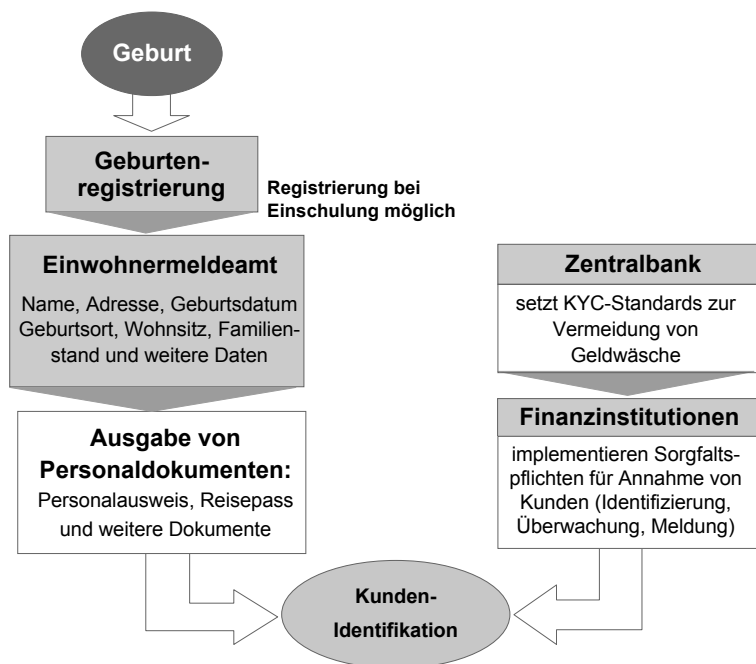 Geburt
Geburten-
registrierung
Registrierung bei
Einschulung möglich
Einwohnermeldeamt
Name, Adresse, Geburtsdatum
Geburtsort, Wohnsitz, Familien-
stand und weitere Daten
Ausgabe von
Personaldokumenten:
Personalausweis, Reisepass
und weitere Dokumente
Zentralbank
setzt KYC-Standards zur
Vermeidung von
Geldwäsche
Finanzinstitutionen
implementieren Sorgfalts-
pflichten für Annahme von
Kunden (Identifizierung,
Überwachung, Meldung)
Kunden-
Identifikation